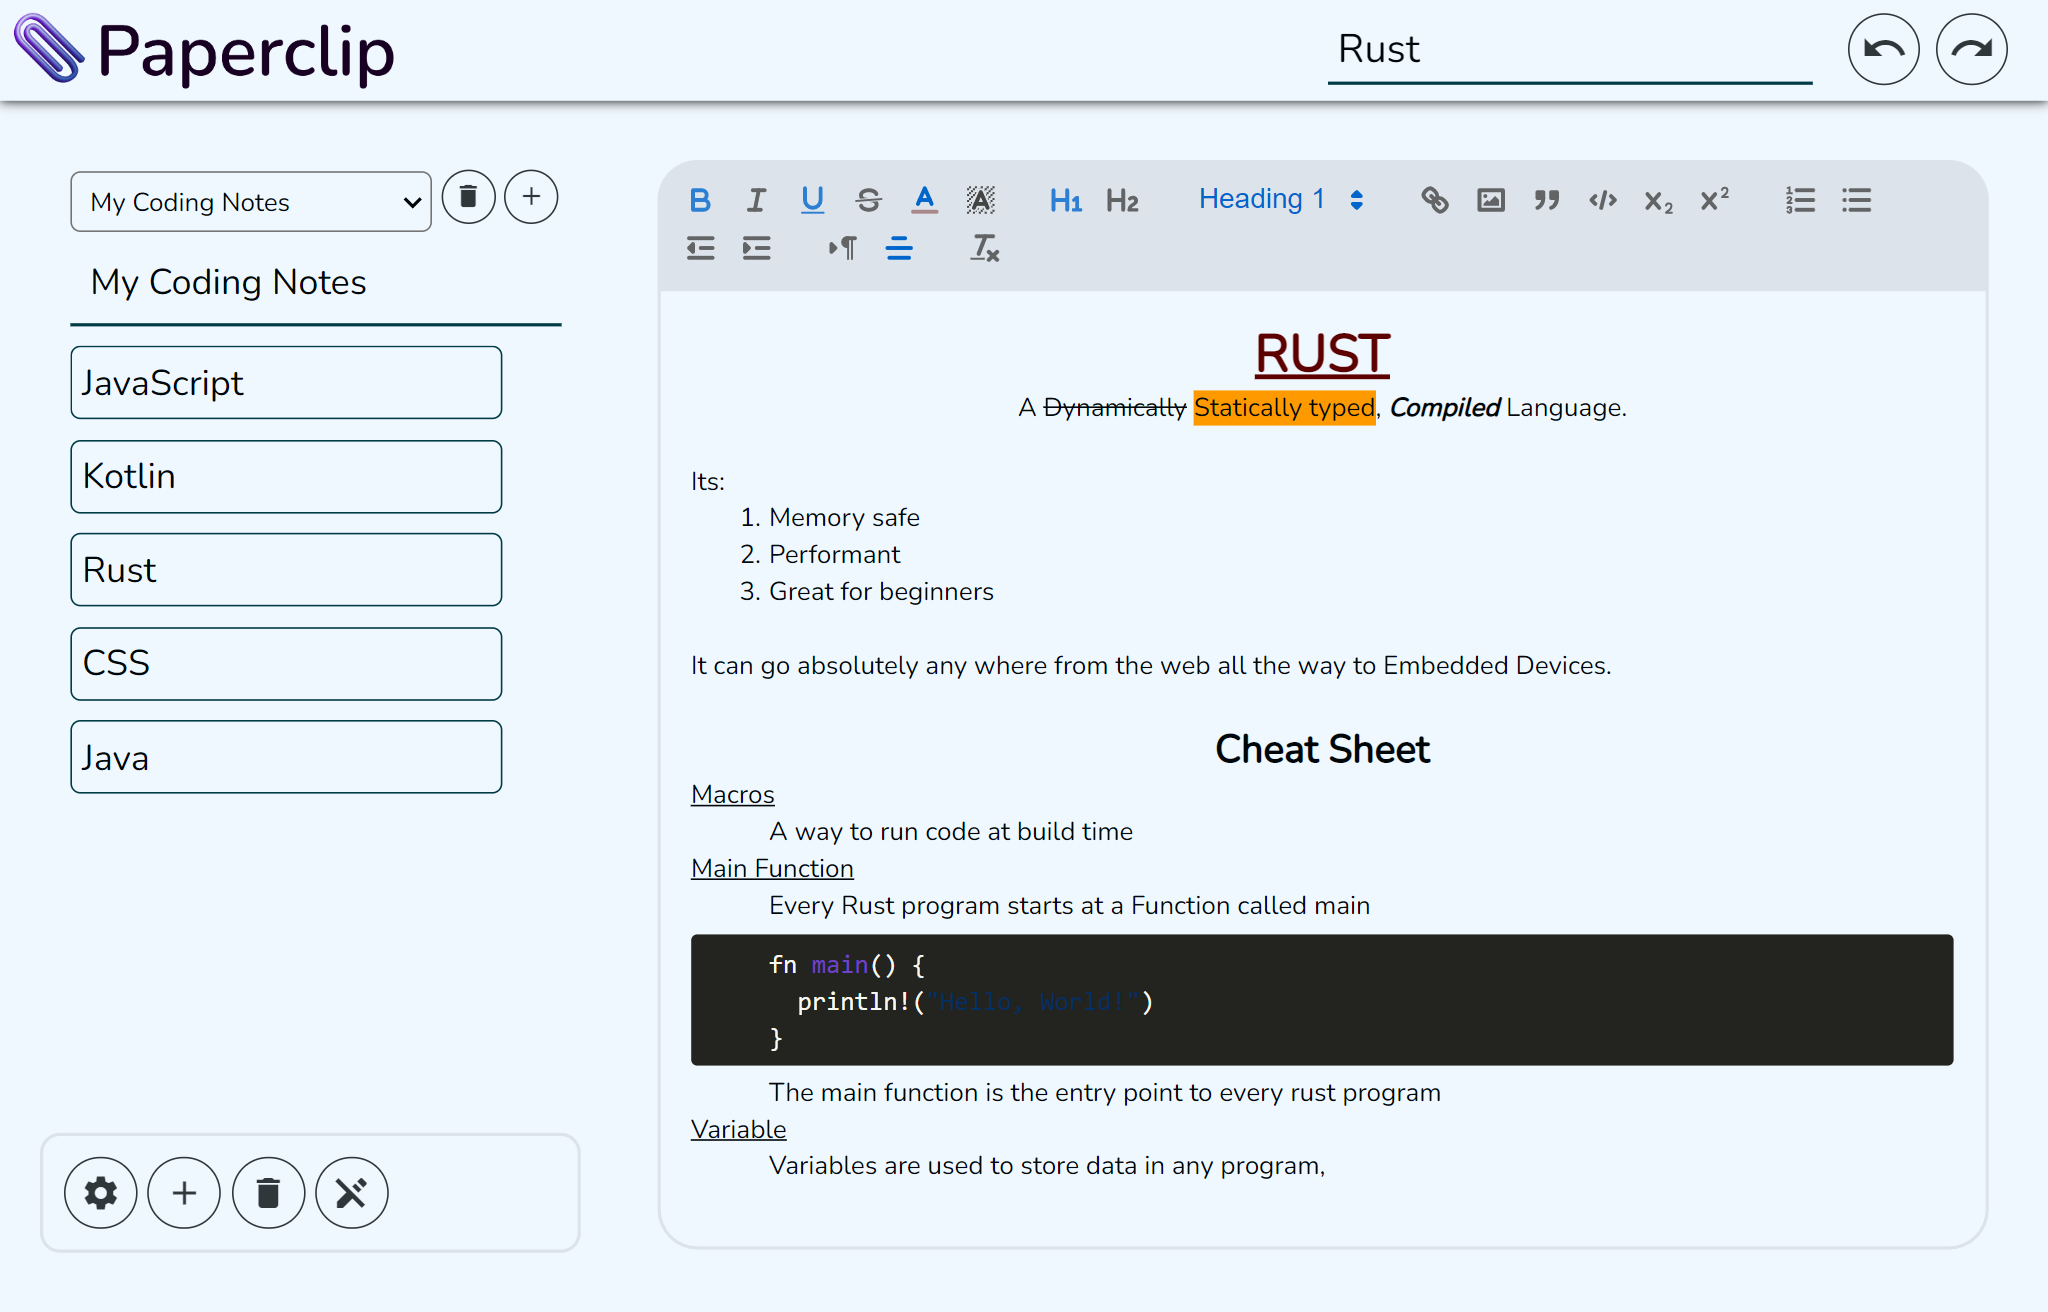 Paperclip
Rust
My Coding Notes
My Coding Notes
JavaScript
Kotlin
Rust
CSS
Java
B I U S A A H1 H2 Heading 1 </> x2 x2
RUST
A Dynamically Statically typed, Compiled Language.
Its:
1. Memory safe
2. Performant
3. Great for beginners
It can go absolutely any where from the web all the way to Embedded Devices.
Cheat Sheet
Macros
A way to run code at build time
Main Function
Every Rust program starts at a Function called main
fn main() {
println!("Hello, World!")
}
The main function is the entry point to every rust program
Variable
Variables are used to store data in any program,